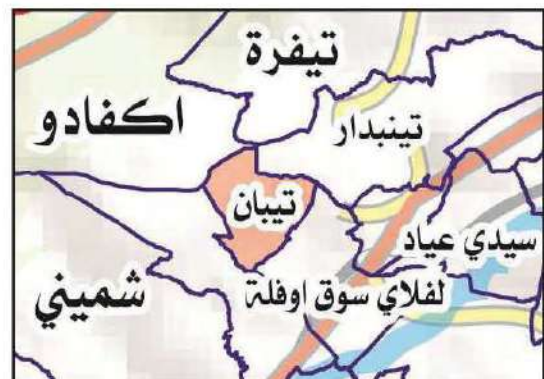 تيفرة
اكفادو
تينبدار
تيبان
سيدي عياد
لفلاي سوق اوفلة
شميني